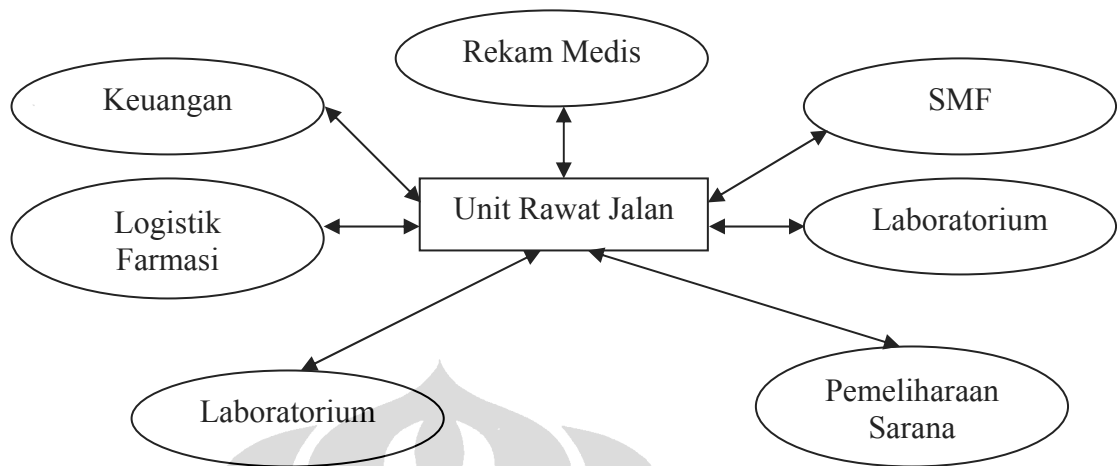 Rekam Medis
Keuangan
SMF
Unit Rawat Jalan
Logistik
Farmasi
Laboratorium
Laboratorium
Pemeliharaan
Sarana